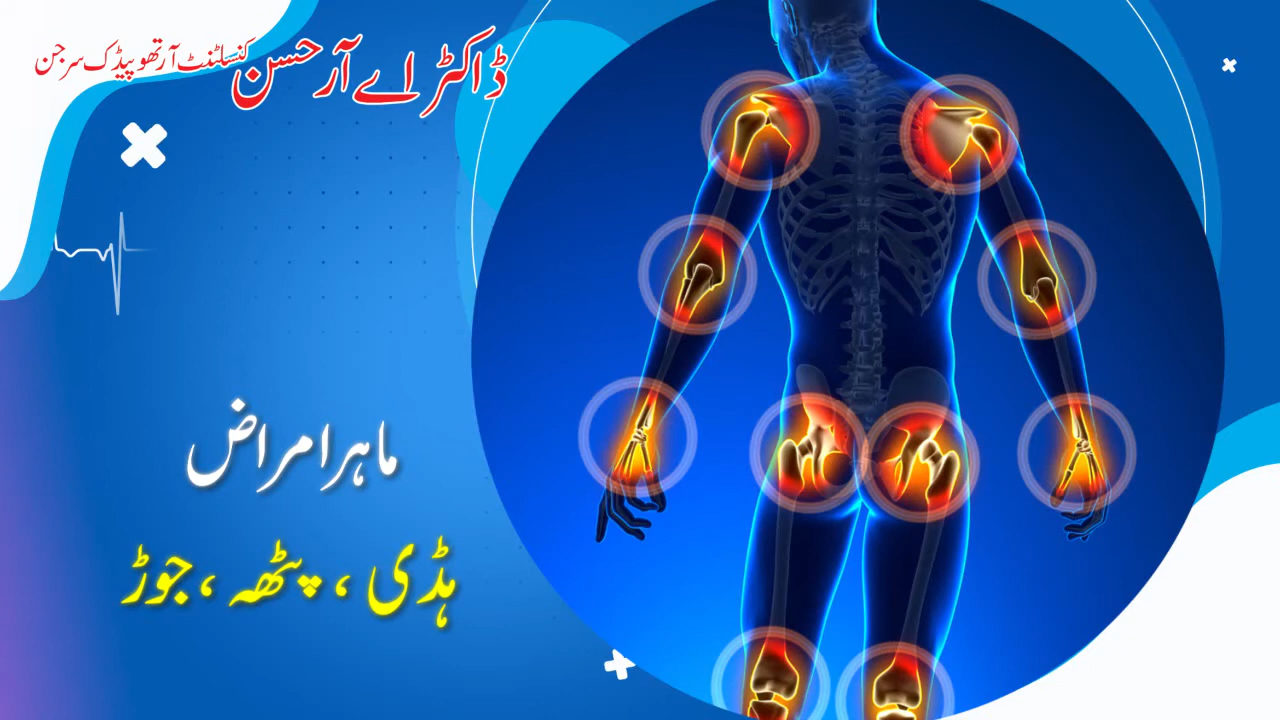 ڈاکٹر اے آر حسن کنسلٹنٹ آرتھوپیڈک سرجن
ماہر امراض
ہڈی ، پٹھہ ، جوڑ